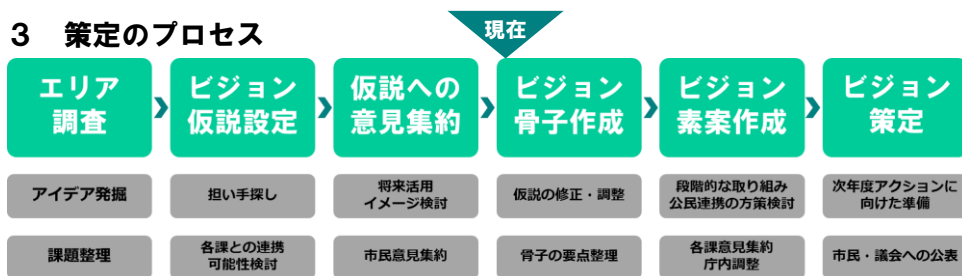 3 策定のプロセス
現在
エリア
調査
ビジョン
仮説設定
仮説への
意見集約
ビジョン
骨子作成
ビジョン
素案作成
ビジョン
策定
アイデア発掘
担い手探し
将来活用
イメージ検討
仮説の修正・調整
段階的な取り組み
公民連携の方策検討
次年度アクションに
向けた準備
課題整理
各課との連携
可能性検討
市民意見集約
骨子の要点整理
各課意見集約
庁内調整
市民・議会への公表